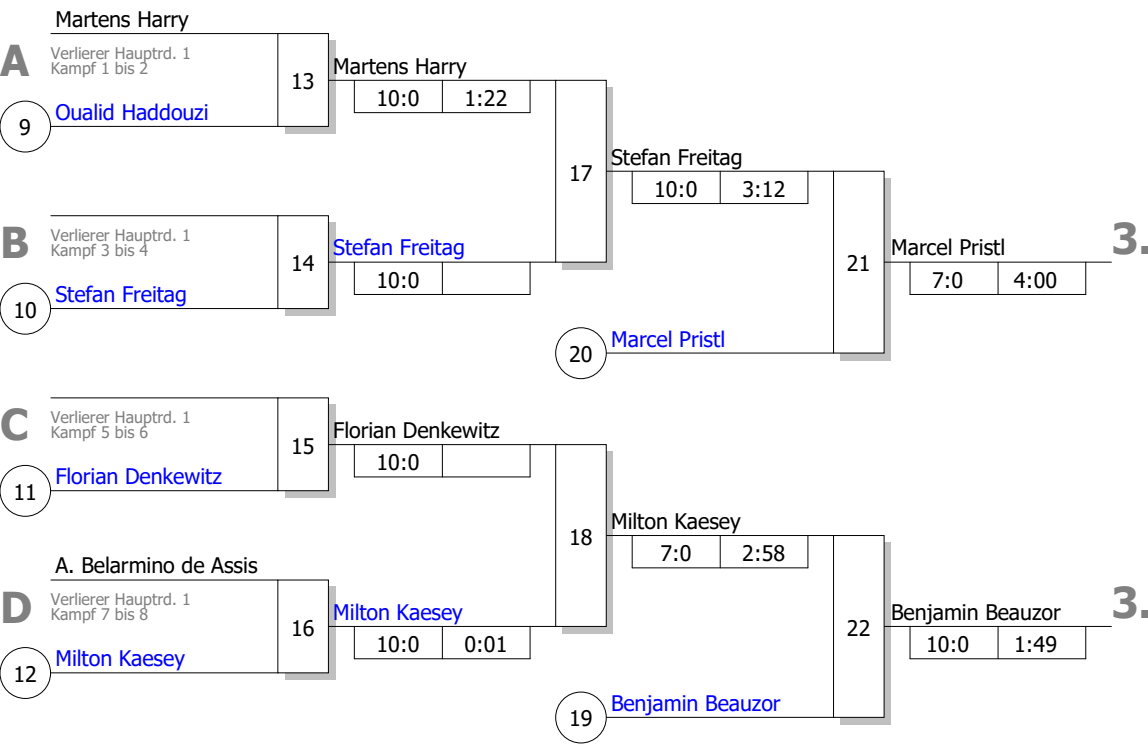 Martens Harry
A
Verlierer Hauptrd. 1
Kampf 1 bis 2
13
Martens Harry
10:0 1:22
9
Oualid Haddouzi
17
Stefan Freitag
10:0 3:12
B
Verlierer Hauptrd. 1
Kampf 3 bis 4
14
Stefan Freitag
10:0
10
Stefan Freitag
21
Marcel Pristl
7:0 4:00
3.
20
Marcel Pristl
C
Verlierer Hauptrd. 1
Kampf 5 bis 6
15
Florian Denkewitz
10:0
11
Florian Denkewitz
18
Milton Kaesey
7:0 2:58
A. Belarmino de Assis
D
Verlierer Hauptrd. 1
Kampf 7 bis 8
16
Milton Kaesey
10:0 0:01
12
Milton Kaesey
22
Benjamin Beauzor
10:0 1:49
3.
19
Benjamin Beauzor